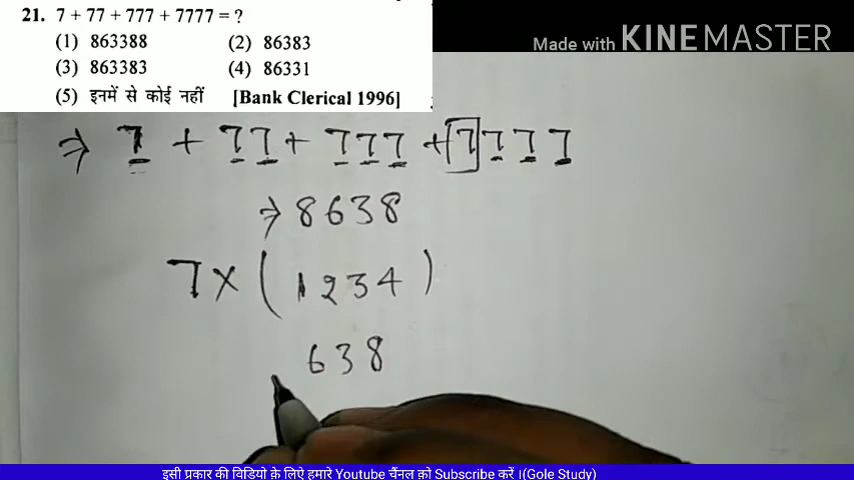 21. 7 + 77 + 777 + 7777 = ?
(1) 863388 (2) 86383
(3) 863383 (4) 86331
(5) इनमें से कोई नहीं [Bank Clerical 1996]
Made with KINEMASTER
⇒ 7 + 77 + 777 + 7777
⇒ 8638
7 × ( 1234 )
638
इसी प्रकार की विडियो के लिऐ हमारे Youtube चैंनल क़ो Subscribe करें ।(Gole Study)